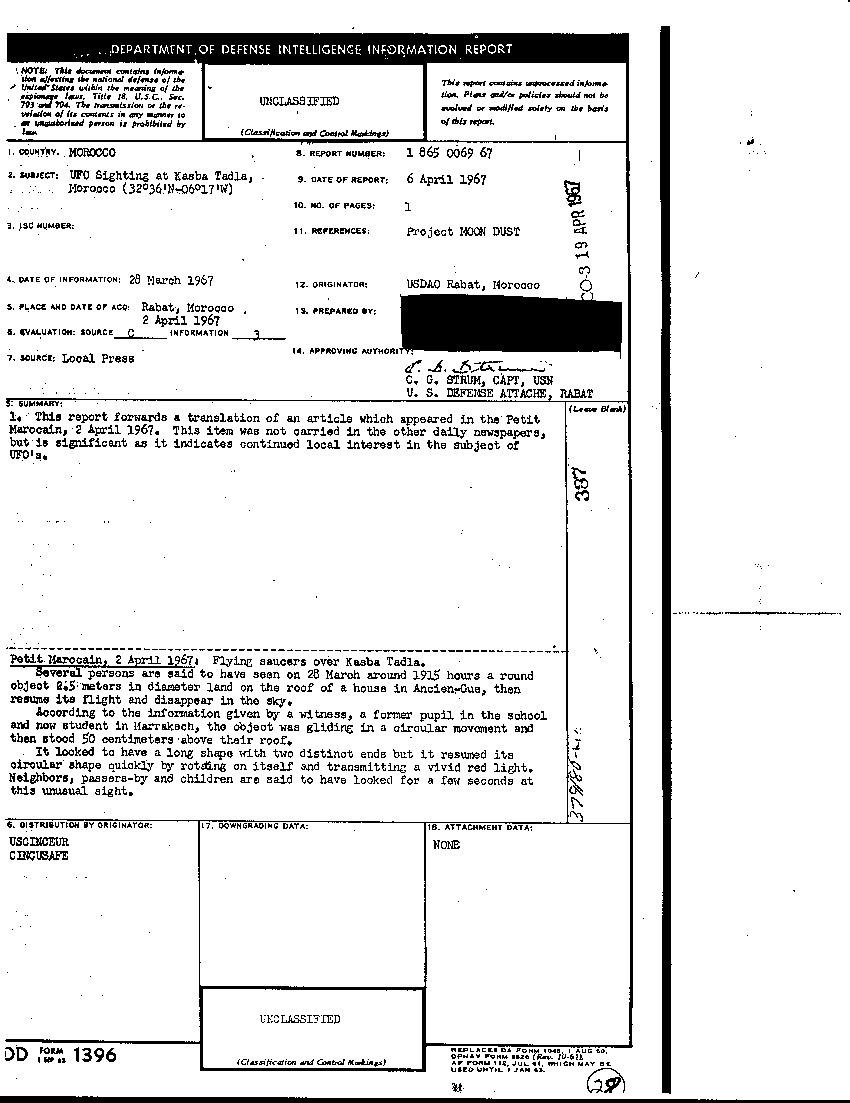 DEPARTMENT OF DEFENSE INTELLIGENCE INFORMATION REPORT
NOTE: This document contains informa-
tion affecting the national defense of the
United States within the meaning of the
espionage laws, Title 18, U.S.C., Sec.
793 and 794. The transmission or the re-
velation of its contents in any manner to
an unauthorized person is prohibited by
law.
UNCLASSIFIED
(Classification and Control Markings)
This report contains unprocessed informa-
tion. Plans and/or policies should not be
evolved or modified solely on the basis
of this report.
1. COUNTRY. MOROCCO
2. SUBJECT: UFO Sighting at Kasba Tadla,
Morocco (32°36'N-06°17'W)
3. ISC NUMBER:
4. DATE OF INFORMATION: 28 March 1967
5. PLACE AND DATE OF ACQ: Rabat, Morocco
2 April 1967
6. EVALUATION: SOURCE C INFORMATION 3
7. SOURCE: Local Press
8. REPORT NUMBER: 1 865 0069 67
9. DATE OF REPORT: 6 April 1967
10. NO. OF PAGES: 1
11. REFERENCES: Project MOON DUST
12. ORIGINATOR: USDAO Rabat, Morocco
13. PREPARED BY:
14. APPROVING AUTHORITY:
C. G. STRUM, CAPT, USN
U. S. DEFENSE ATTACHE, RABAT
CO-3 19 APR 1967
SUMMARY:
(Leave Blank)
1. This report forwards a translation of an article which appeared in the Petit
Marocain, 2 April 1967. This item was not carried in the other daily newspapers,
but is significant as it indicates continued local interest in the subject of
UFO's.
387
Petit Marocain, 2 April 1967: Flying saucers over Kasba Tadla.
Several persons are said to have seen on 28 March around 1915 hours a round
object 2.5 meters in diameter land on the roof of a house in Ancien-Gue, then
resume its flight and disappear in the sky.
According to the information given by a witness, a former pupil in the school
and now student in Marrakech, the object was gliding in a circular movement and
then stood 50 centimeters above their roof.
It looked to have a long shape with two distinct ends but it resumed its
circular shape quickly by rotating on itself and transmitting a vivid red light.
Neighbors, passers-by and children are said to have looked for a few seconds at
this unusual sight.
6. DISTRIBUTION BY ORIGINATOR:
USCINCEUR
CINCUSAFE
17. DOWNGRADING DATA:
18. ATTACHMENT DATA:
NONE
UNCLASSIFIED
(Classification and Control Markings)
DD FORM 1396
1 SEP 62
REPLACES DA FORM 1048, 1 AUG 60,
OPNAV FORM 3820 (Rev. 10-61)
AF FORM 112, JUL 61, WHICH MAY BE
USED UNTIL 1 JAN 63.